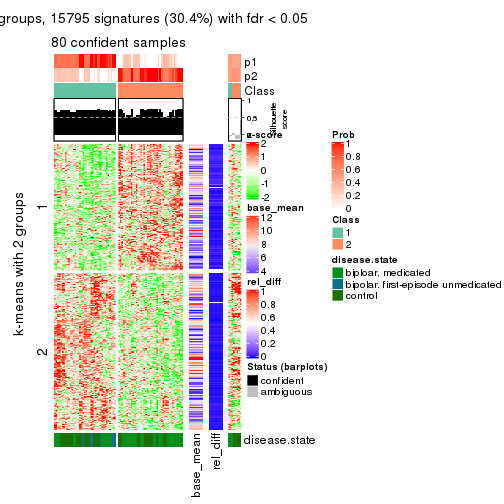 groups, 15795 signatures (30.4%) with fdr < 0.05
80 confident samples
p1
p2
Class
1
0.5
0
Silhouette
score
k-means with 2 groups
1
2
z-score
2
1
0
-1
-2
base_mean
12
10
8
6
4
rel_diff
1
0.8
0.6
0.4
0.2
0
Status (barplots)
confident
ambiguous
Prob
1
0.8
0.6
0.4
0.2
0
Class
1
2
disease.state
bipolar. medicated
bipolar. first-episode unmedicated
control
disease.state
base_mean
rel_diff